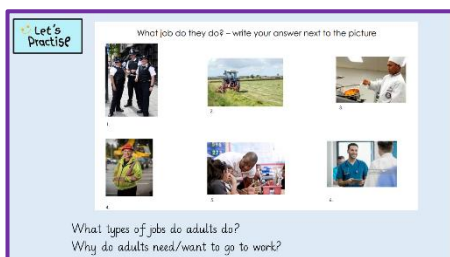 Let's
Practise
What job do they do? – write your answer next to the picture
1.
2.
3.
4.
5.
6.
What types of jobs do adults do?
Why do adults need/want to go to work?